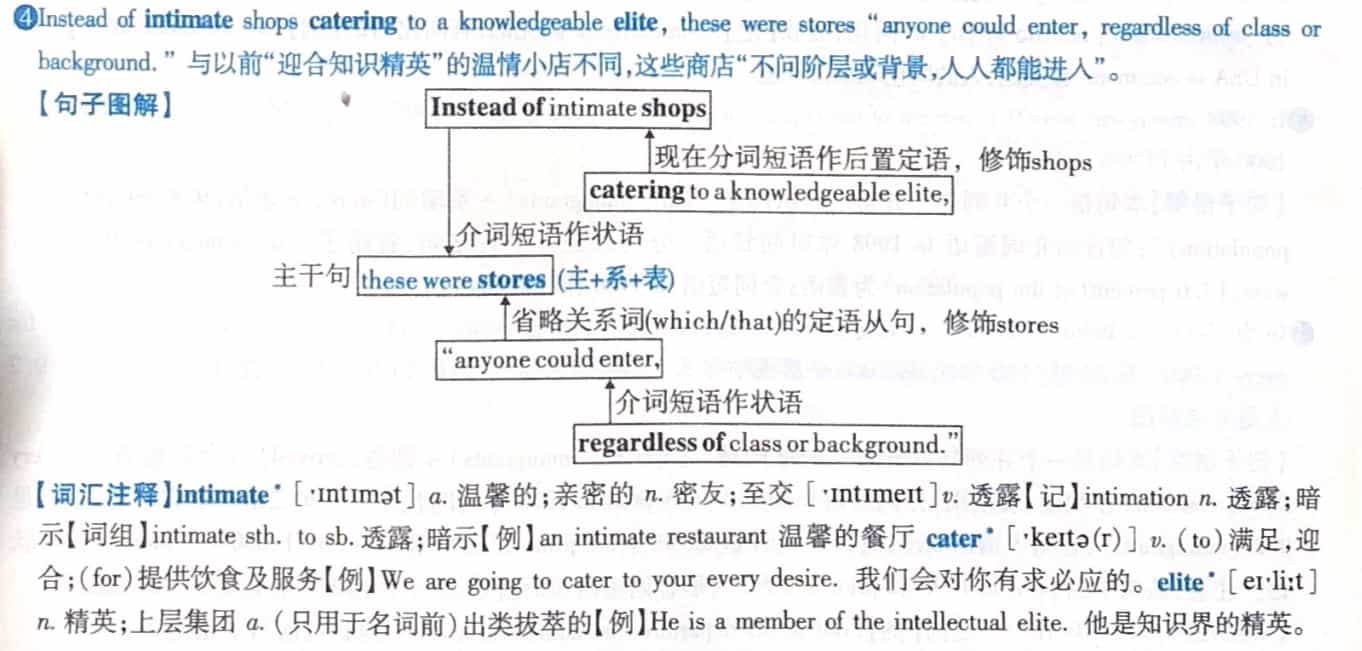 ④Instead of intimate shops catering to a knowledgeable elite, these were stores “anyone could enter, regardless of class or
background.” 与以前“迎合知识精英”的温情小店不同,这些商店“不问阶层或背景,人人都能进入”。
【句子图解】
Instead of intimate shops
现在分词短语作后置定语，修饰shops
catering to a knowledgeable elite,
介词短语作状语
主干句 these were stores (主+系+表)
省略关系词(which/that)的定语从句，修饰stores
“anyone could enter,
介词短语作状语
regardless of class or background.”
【词汇注释】intimate* [ˈɪntɪmət] a. 温馨的;亲密的 n. 密友;至交 [ˈɪntɪmeɪt] v. 透露【记】intimation n. 透露;暗
示【词组】intimate sth. to sb. 透露;暗示【例】an intimate restaurant 温馨的餐厅 cater* [ˈkeɪtə(r)] v. (to)满足,迎
合;(for)提供饮食及服务【例】We are going to cater to your every desire. 我们会对你有求必应的。 elite* [eɪˈliːt]
n. 精英;上层集团 a. (只用于名词前)出类拔萃的【例】He is a member of the intellectual elite. 他是知识界的精英。